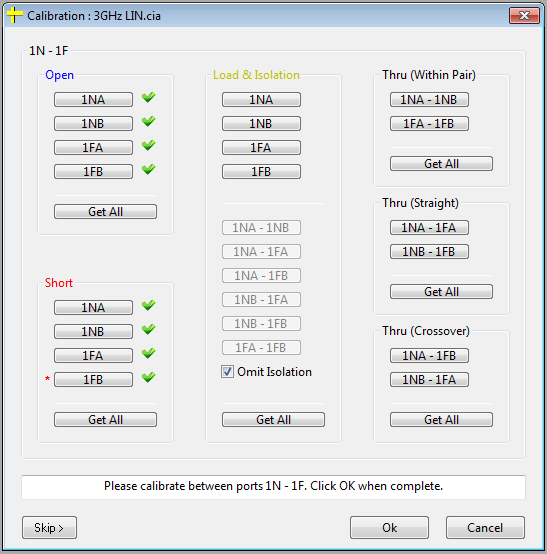 Calibration : 3GHz LIN.cia
1N - 1F
Open
1NA
1NB
1FA
1FB
Get All
Short
1NA
1NB
1FA
* 1FB
Get All
Load & Isolation
1NA
1NB
1FA
1FB
1NA - 1NB
1NA - 1FA
1NA - 1FB
1NB - 1FA
1NB - 1FB
1FA - 1FB
Omit Isolation
Get All
Thru (Within Pair)
1NA - 1NB
1FA - 1FB
Get All
Thru (Straight)
1NA - 1FA
1NB - 1FB
Get All
Thru (Crossover)
1NA - 1FB
1NB - 1FA
Get All
Please calibrate between ports 1N - 1F. Click OK when complete.
Skip >
Ok
Cancel